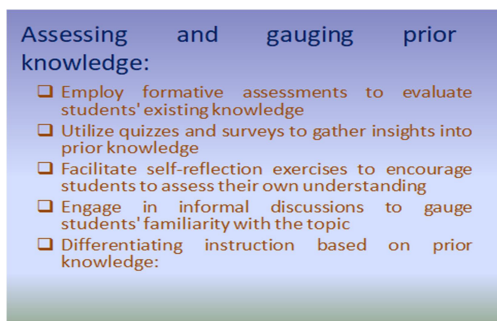 Assessing and gauging prior
knowledge:
❑ Employ formative assessments to evaluate
students' existing knowledge
❑ Utilize quizzes and surveys to gather insights into
prior knowledge
❑ Facilitate self-reflection exercises to encourage
students to assess their own understanding
❑ Engage in informal discussions to gauge
students' familiarity with the topic
❑ Differentiating instruction based on prior
knowledge: